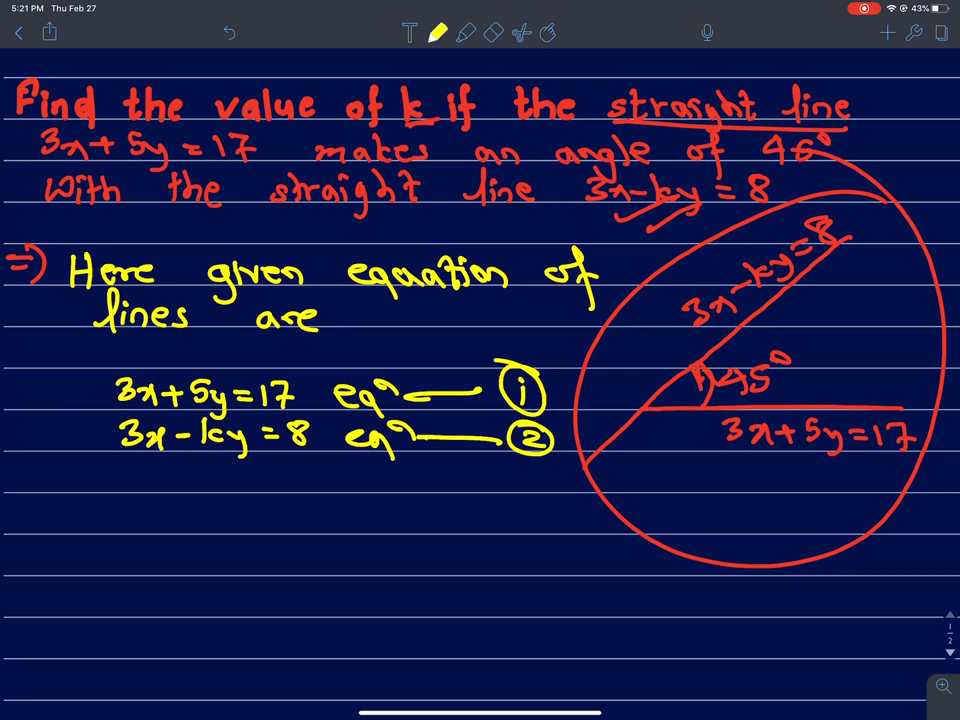 5:21 PM Thu Feb 27
43%
Find the value of k if the straight line
3x + 5y = 17 makes an angle of 45°
with the straight line 3x - ky = 8
=> Here given equation of
lines are
3x - ky = 8
45°
3x + 5y = 17 eqn 1
3x + 5y = 17
3x - ky = 8 eqn 2
1
2